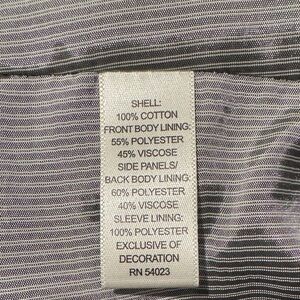 SHELL:
100% COTTON
FRONT BODY LINING:
55% POLYESTER
45% VISCOSE
SIDE PANELS/
BACK BODY LINING:
60% POLYESTER
40% VISCOSE
SLEEVE LINING:
100% POLYESTER
EXCLUSIVE OF
DECORATION
RN 54023